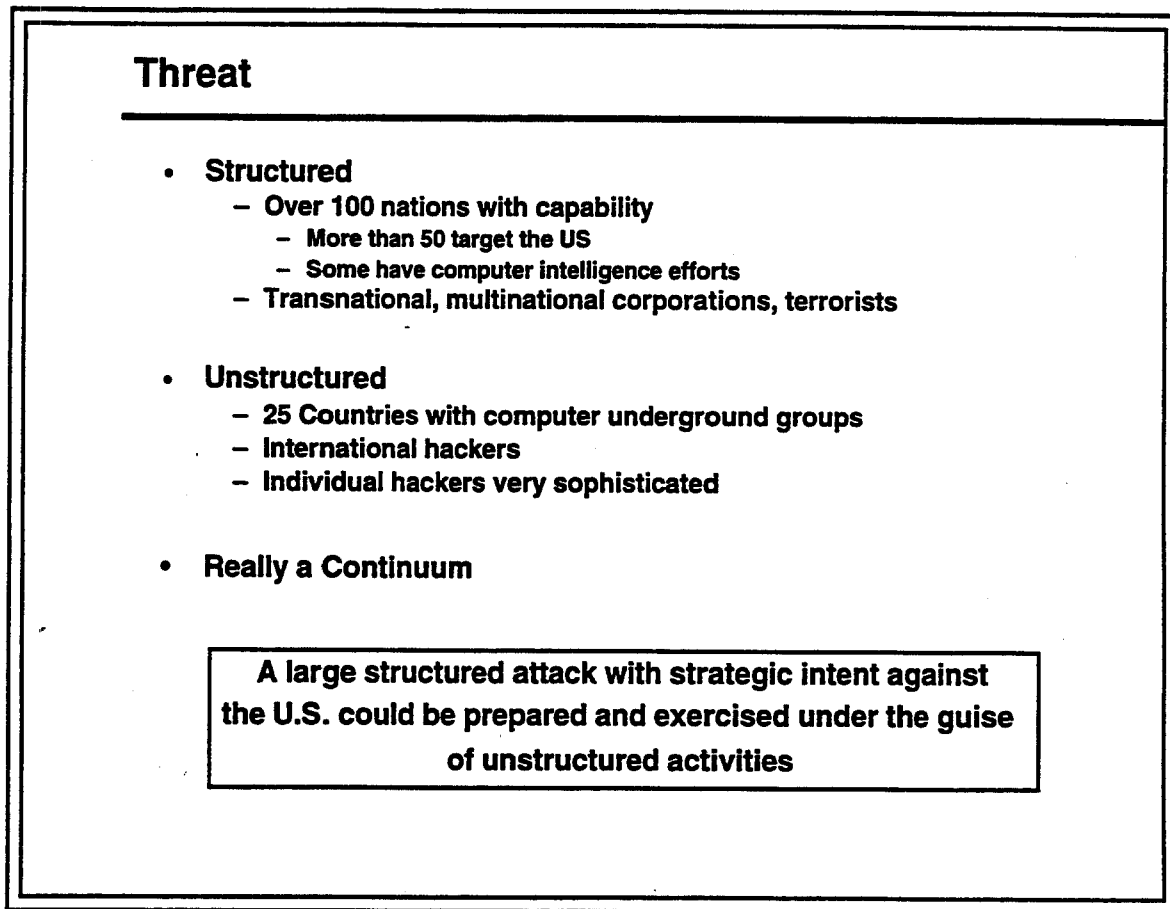 Threat
• Structured
– Over 100 nations with capability
– More than 50 target the US
– Some have computer intelligence efforts
– Transnational, multinational corporations, terrorists
• Unstructured
– 25 Countries with computer underground groups
– International hackers
– Individual hackers very sophisticated
• Really a Continuum
A large structured attack with strategic intent against
the U.S. could be prepared and exercised under the guise
of unstructured activities